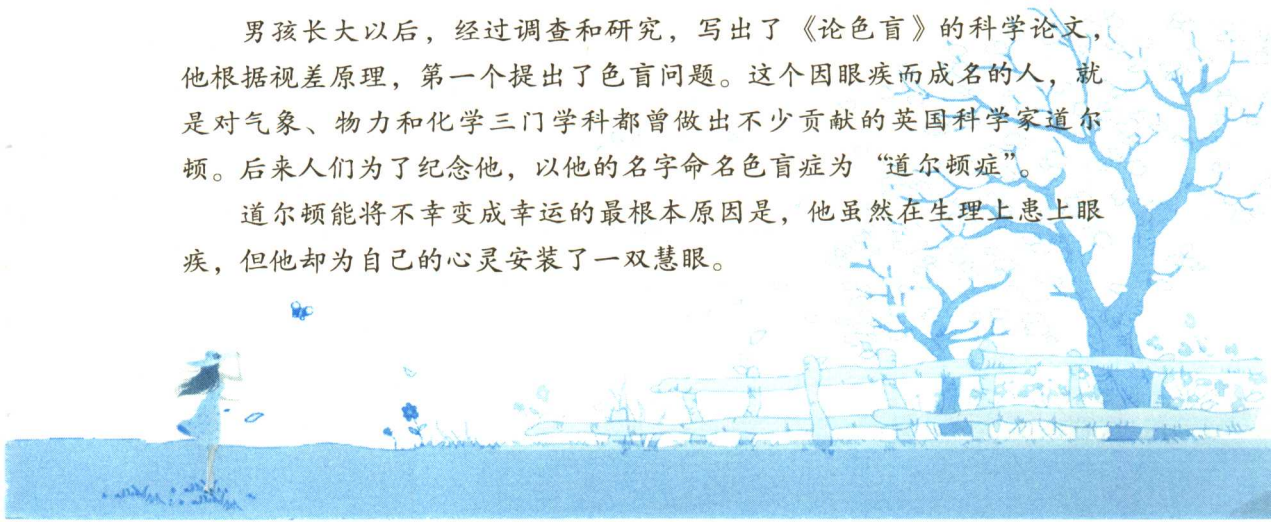 男孩长大以后，经过调查和研究，写出了《论色盲》的科学论文，
他根据视差原理，第一个提出了色盲问题。这个因眼疾而成名的人，就
是对气象、物力和化学三门学科都曾做出不少贡献的英国科学家道尔
顿。后来人们为了纪念他，以他的名字命名色盲症为“道尔顿症”。
道尔顿能将不幸变成幸运的最根本原因是，他虽然在生理上患上眼
疾，但他却为自己的心灵安装了一双慧眼。